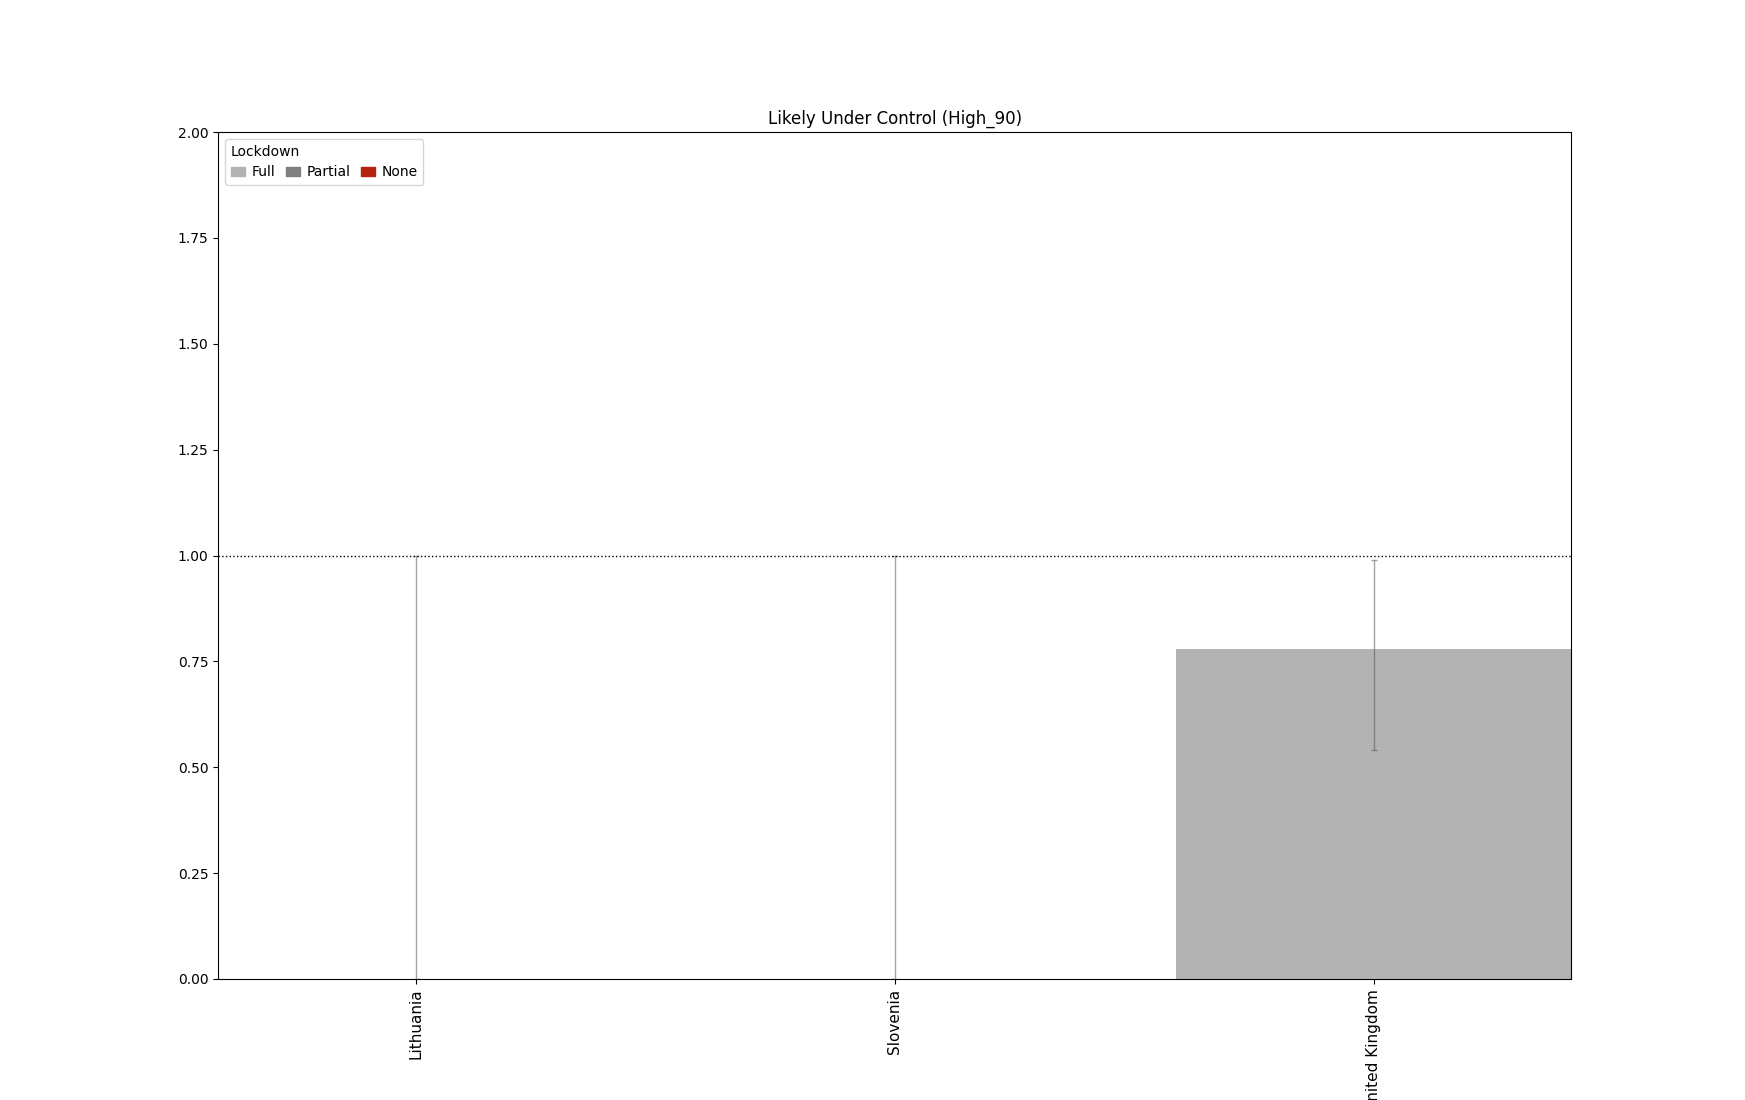 Likely Under Control (High_90)
2.00
Lockdown
Full Partial None
1.75
1.50
1.25
1.00
0.75
0.50
0.25
0.00
Lithuania
Slovenia
nited Kingdom